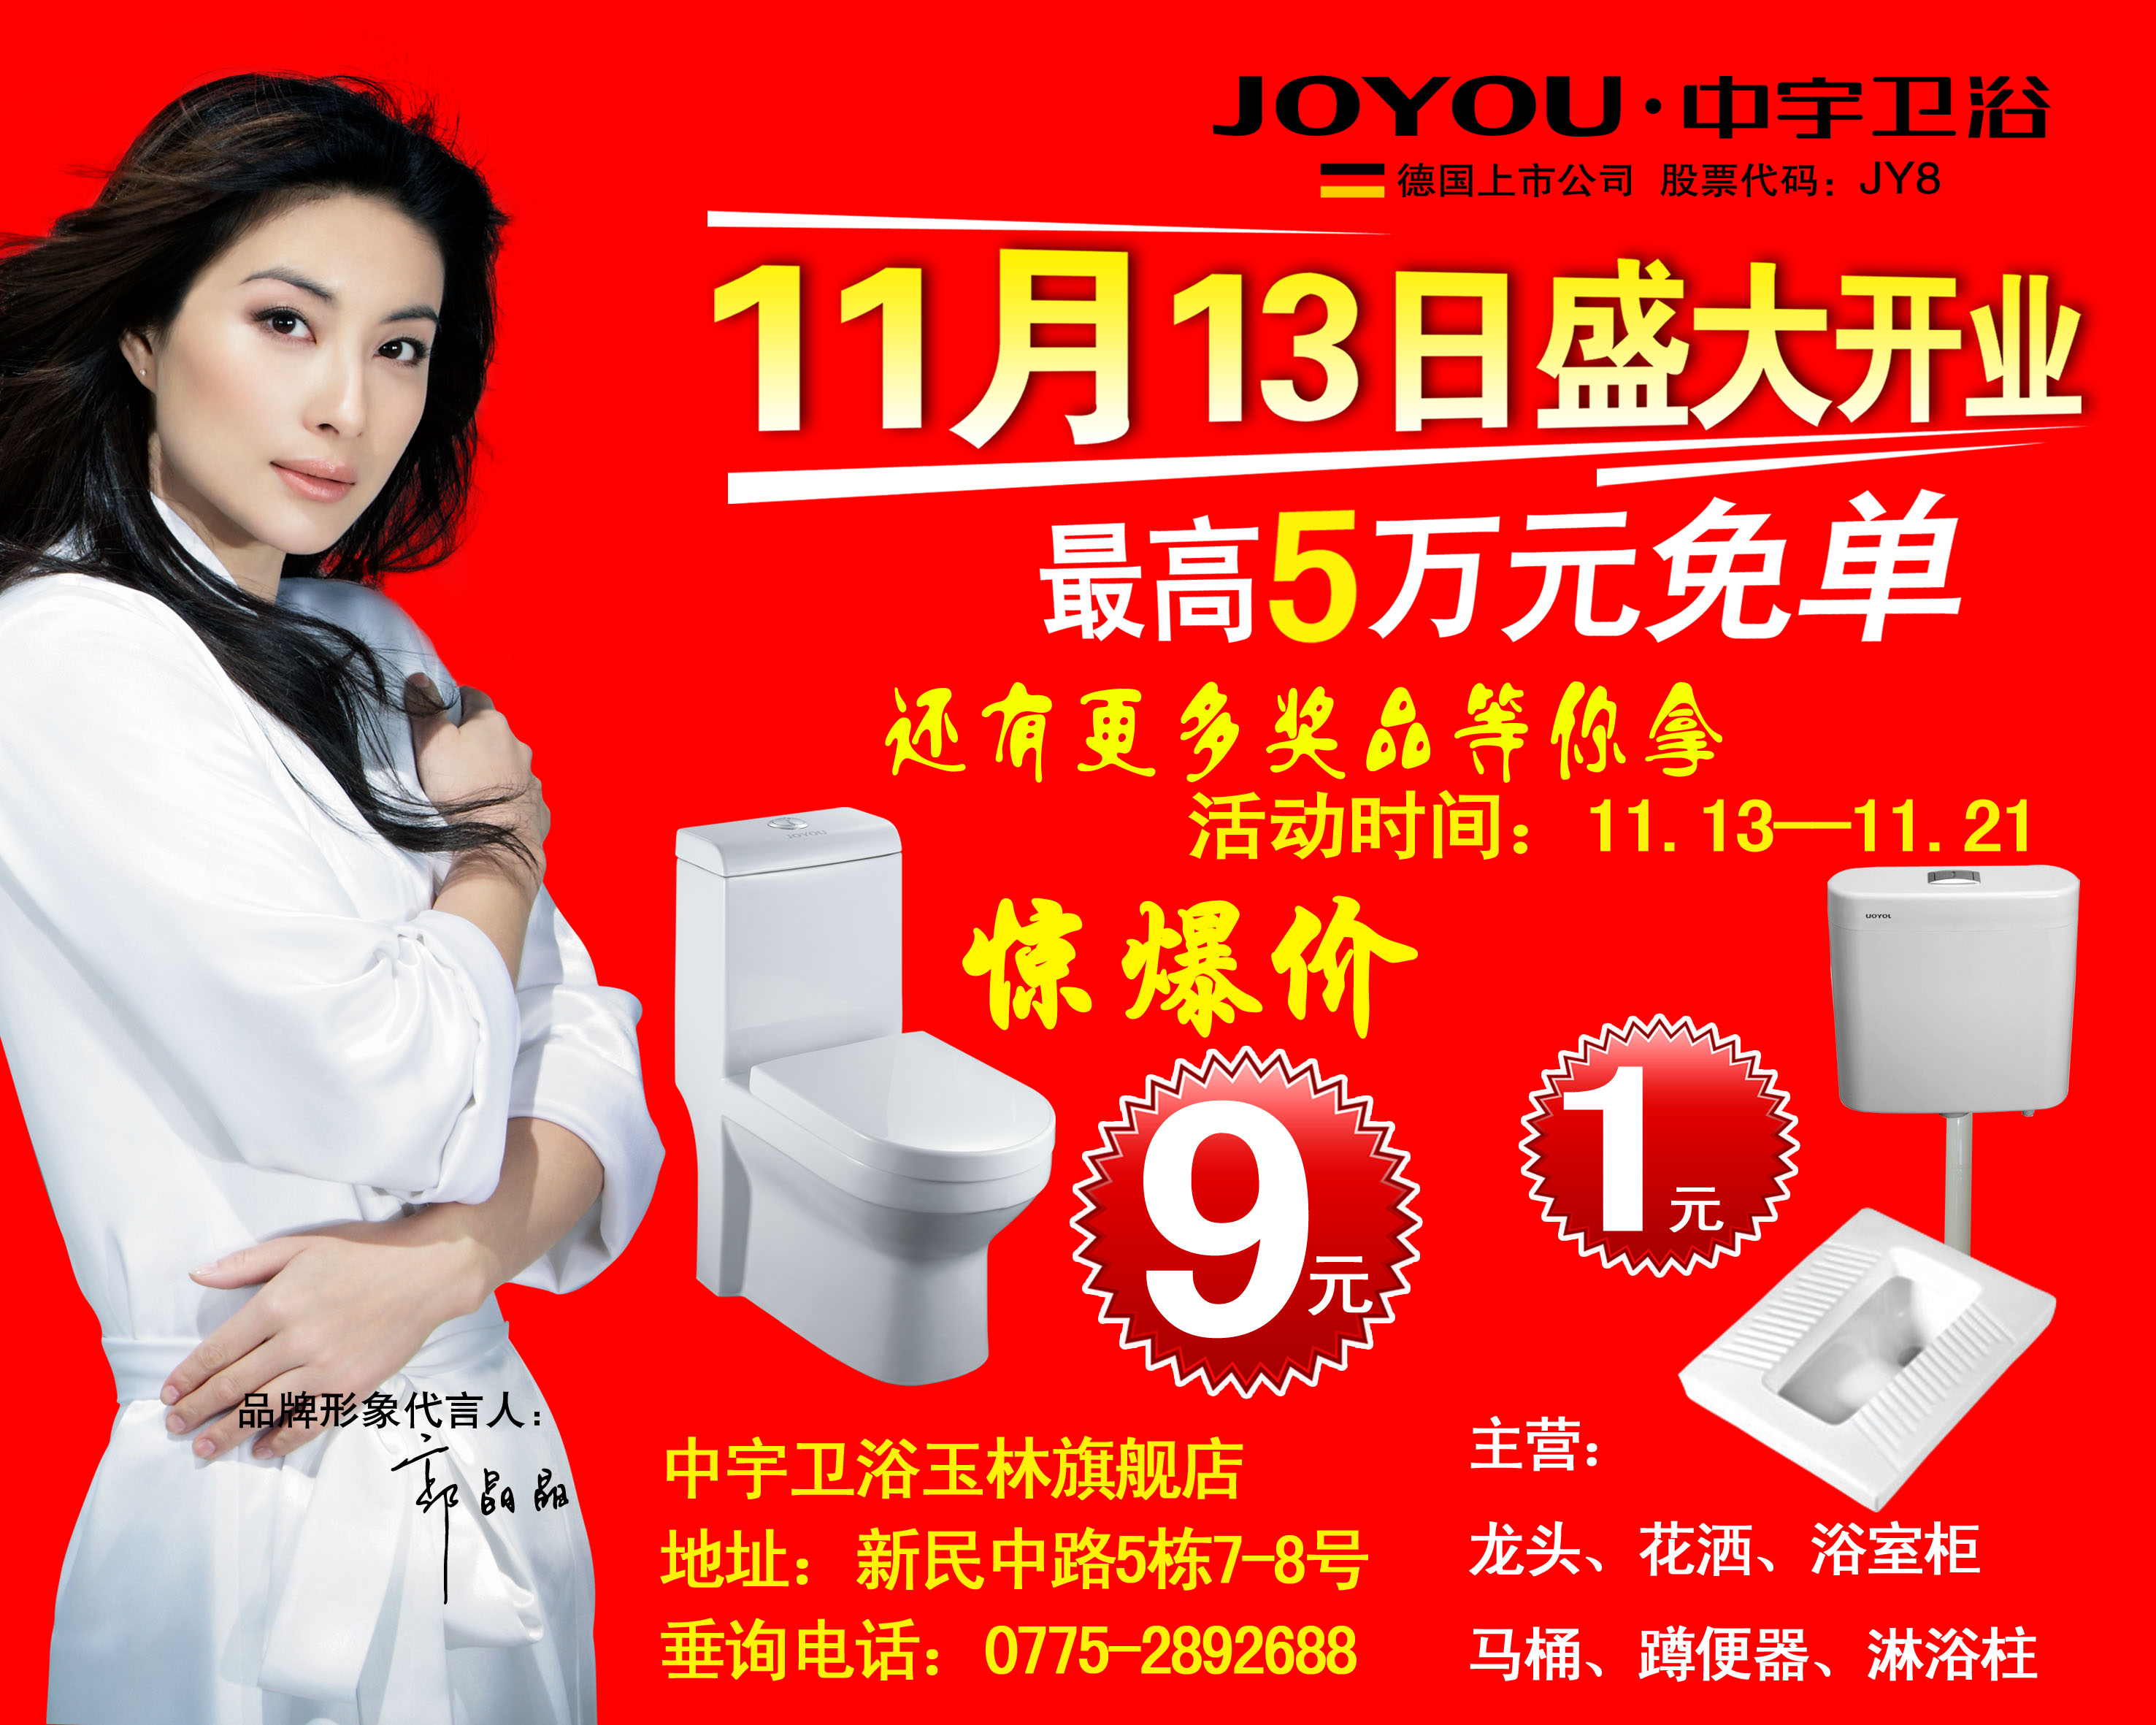 JOYOU·中宇卫浴
德国上市公司 股票代码：JY8
11月13日盛大开业
最高5万元免单
还有更多奖品等你拿
活动时间：11.13—11.21
JOYOU
惊爆价
9元
1元
品牌形象代言人：
郭晶晶
中宇卫浴玉林旗舰店
地址：新民中路5栋7-8号
垂询电话：0775-2892688
主营：
龙头、花洒、浴室柜
马桶、蹲便器、淋浴柱